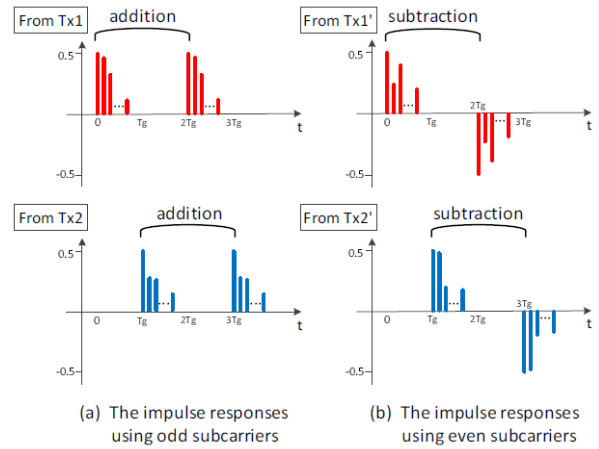 From Tx1
addition
0.5
-0.5
...
...
0
Tg
2Tg
3Tg
t
From Tx1'
subtraction
0.5
-0.5
...
...
0
Tg
2Tg
3Tg
t
From Tx2
addition
0.5
-0.5
...
...
0
Tg
2Tg
3Tg
t
From Tx2'
subtraction
0.5
-0.5
...
...
0
Tg
2Tg
3Tg
t
(a) The impulse responses
using odd subcarriers
(b) The impulse responses
using even subcarriers